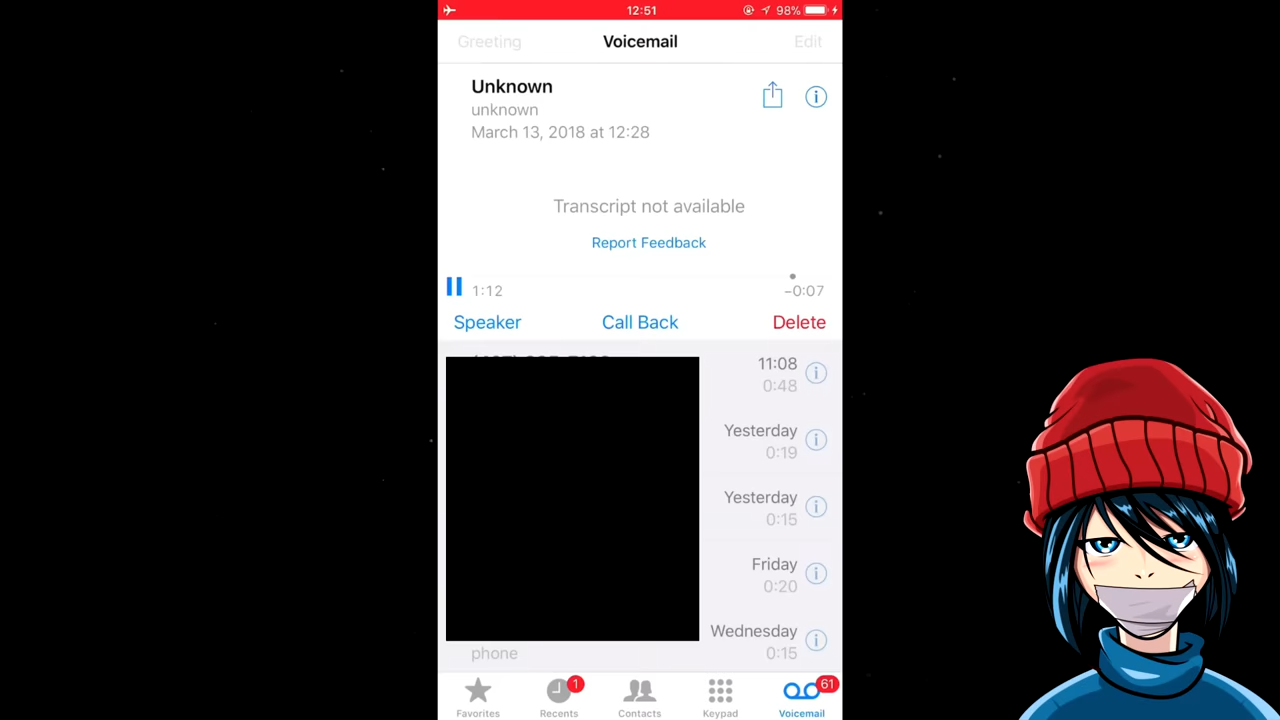 12:51
98%
Greeting
Voicemail
Edit
Unknown
unknown
March 13, 2018 at 12:28
Transcript not available
Report Feedback
1:12
-0:07
Speaker
Call Back
Delete
11:08
0:48
Yesterday
0:19
Yesterday
0:15
Friday
0:20
Wednesday
phone
0:15
1
61
Favorites
Recents
Contacts
Keypad
Voicemail